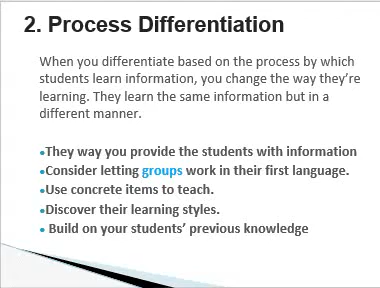 2. Process Differentiation
When you differentiate based on the process by which
students learn information, you change the way they're
learning. They learn the same information but in a
different manner.
•They way you provide the students with information
•Consider letting groups work in their first language.
•Use concrete items to teach.
•Discover their learning styles.
• Build on your students' previous knowledge